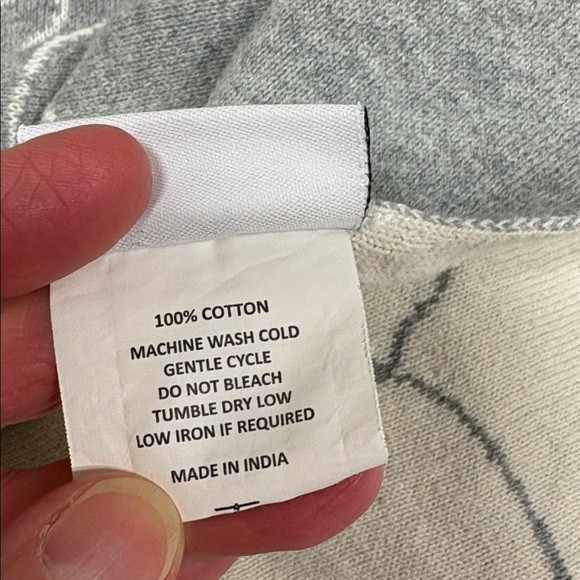 100% COTTON
MACHINE WASH COLD
GENTLE CYCLE
DO NOT BLEACH
TUMBLE DRY LOW
LOW IRON IF REQUIRED
MADE IN INDIA